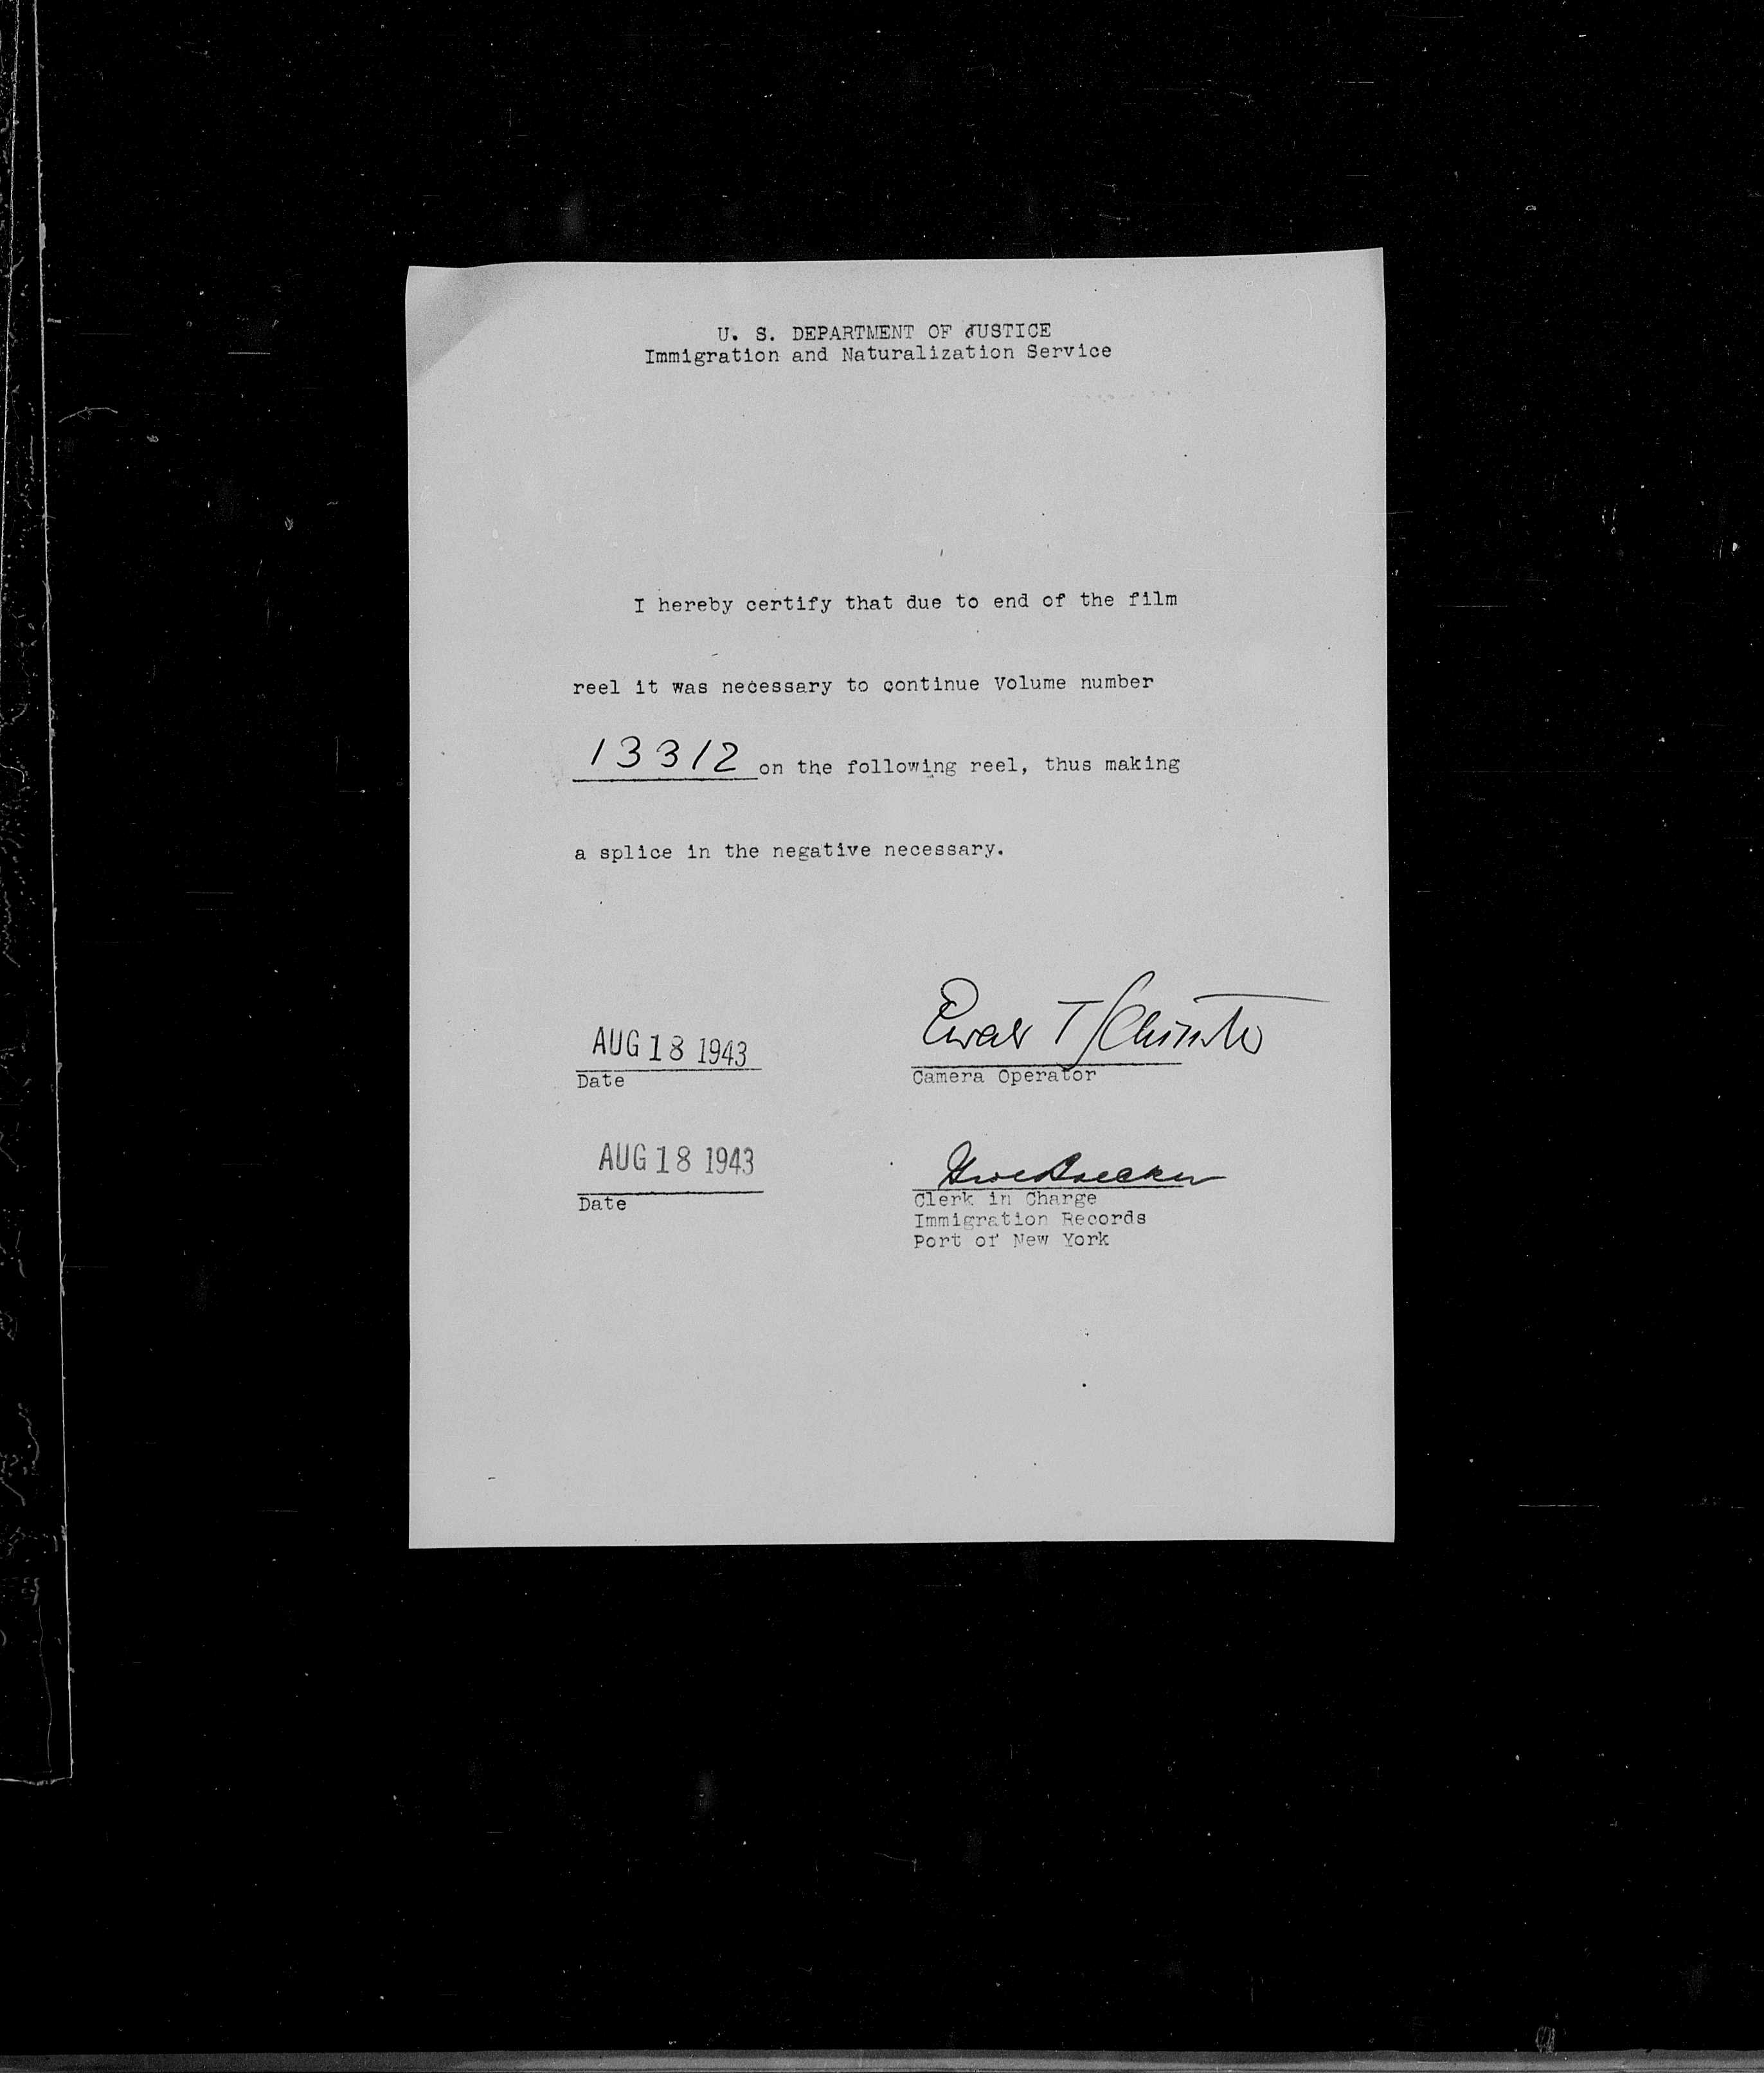 U. S. DEPARTMENT OF JUSTICE
Immigration and Naturalization Service
I hereby certify that due to end of the film
reel it was necessary to continue Volume number
13312 on the following reel, thus making
a splice in the negative necessary.
AUG 18 1943
Date
Camera Operator
AUG 18 1943
Date
Clerk in Charge
Immigration Records
Port of New York